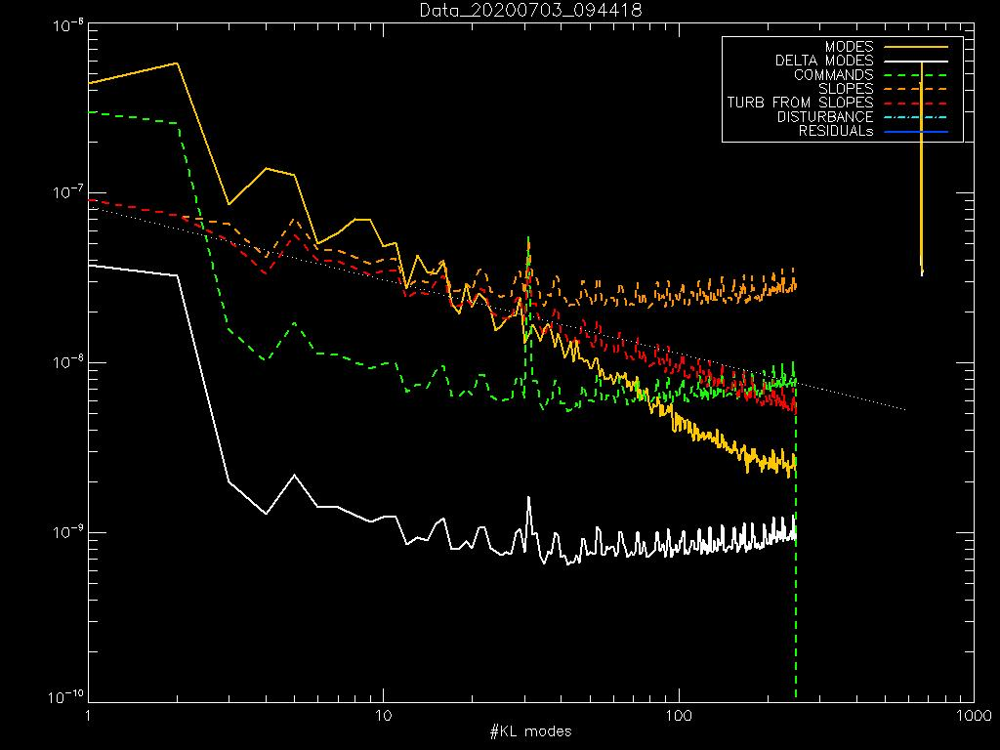 Data_20200703_094418
10⁻⁶
MODES
DELTA MODES
COMMANDS
SLOPES
TURB FROM SLOPES
DISTURBANCE
RESIDUALs
10⁻⁷
10⁻⁸
10⁻⁹
10⁻¹⁰
1 10 100 1000
#KL modes